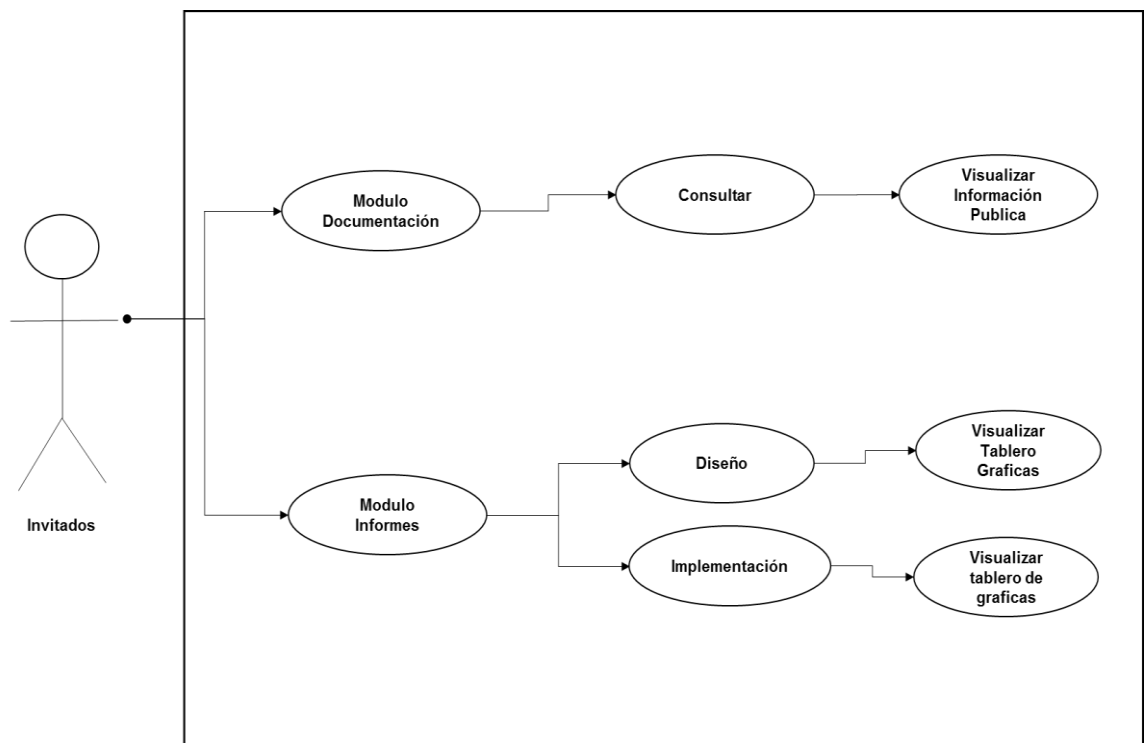 Modulo
Documentación
Consultar
Visualizar
Información
Publica
Invitados
Modulo
Informes
Diseño
Visualizar
Tablero
Graficas
Implementación
Visualizar
tablero de
graficas